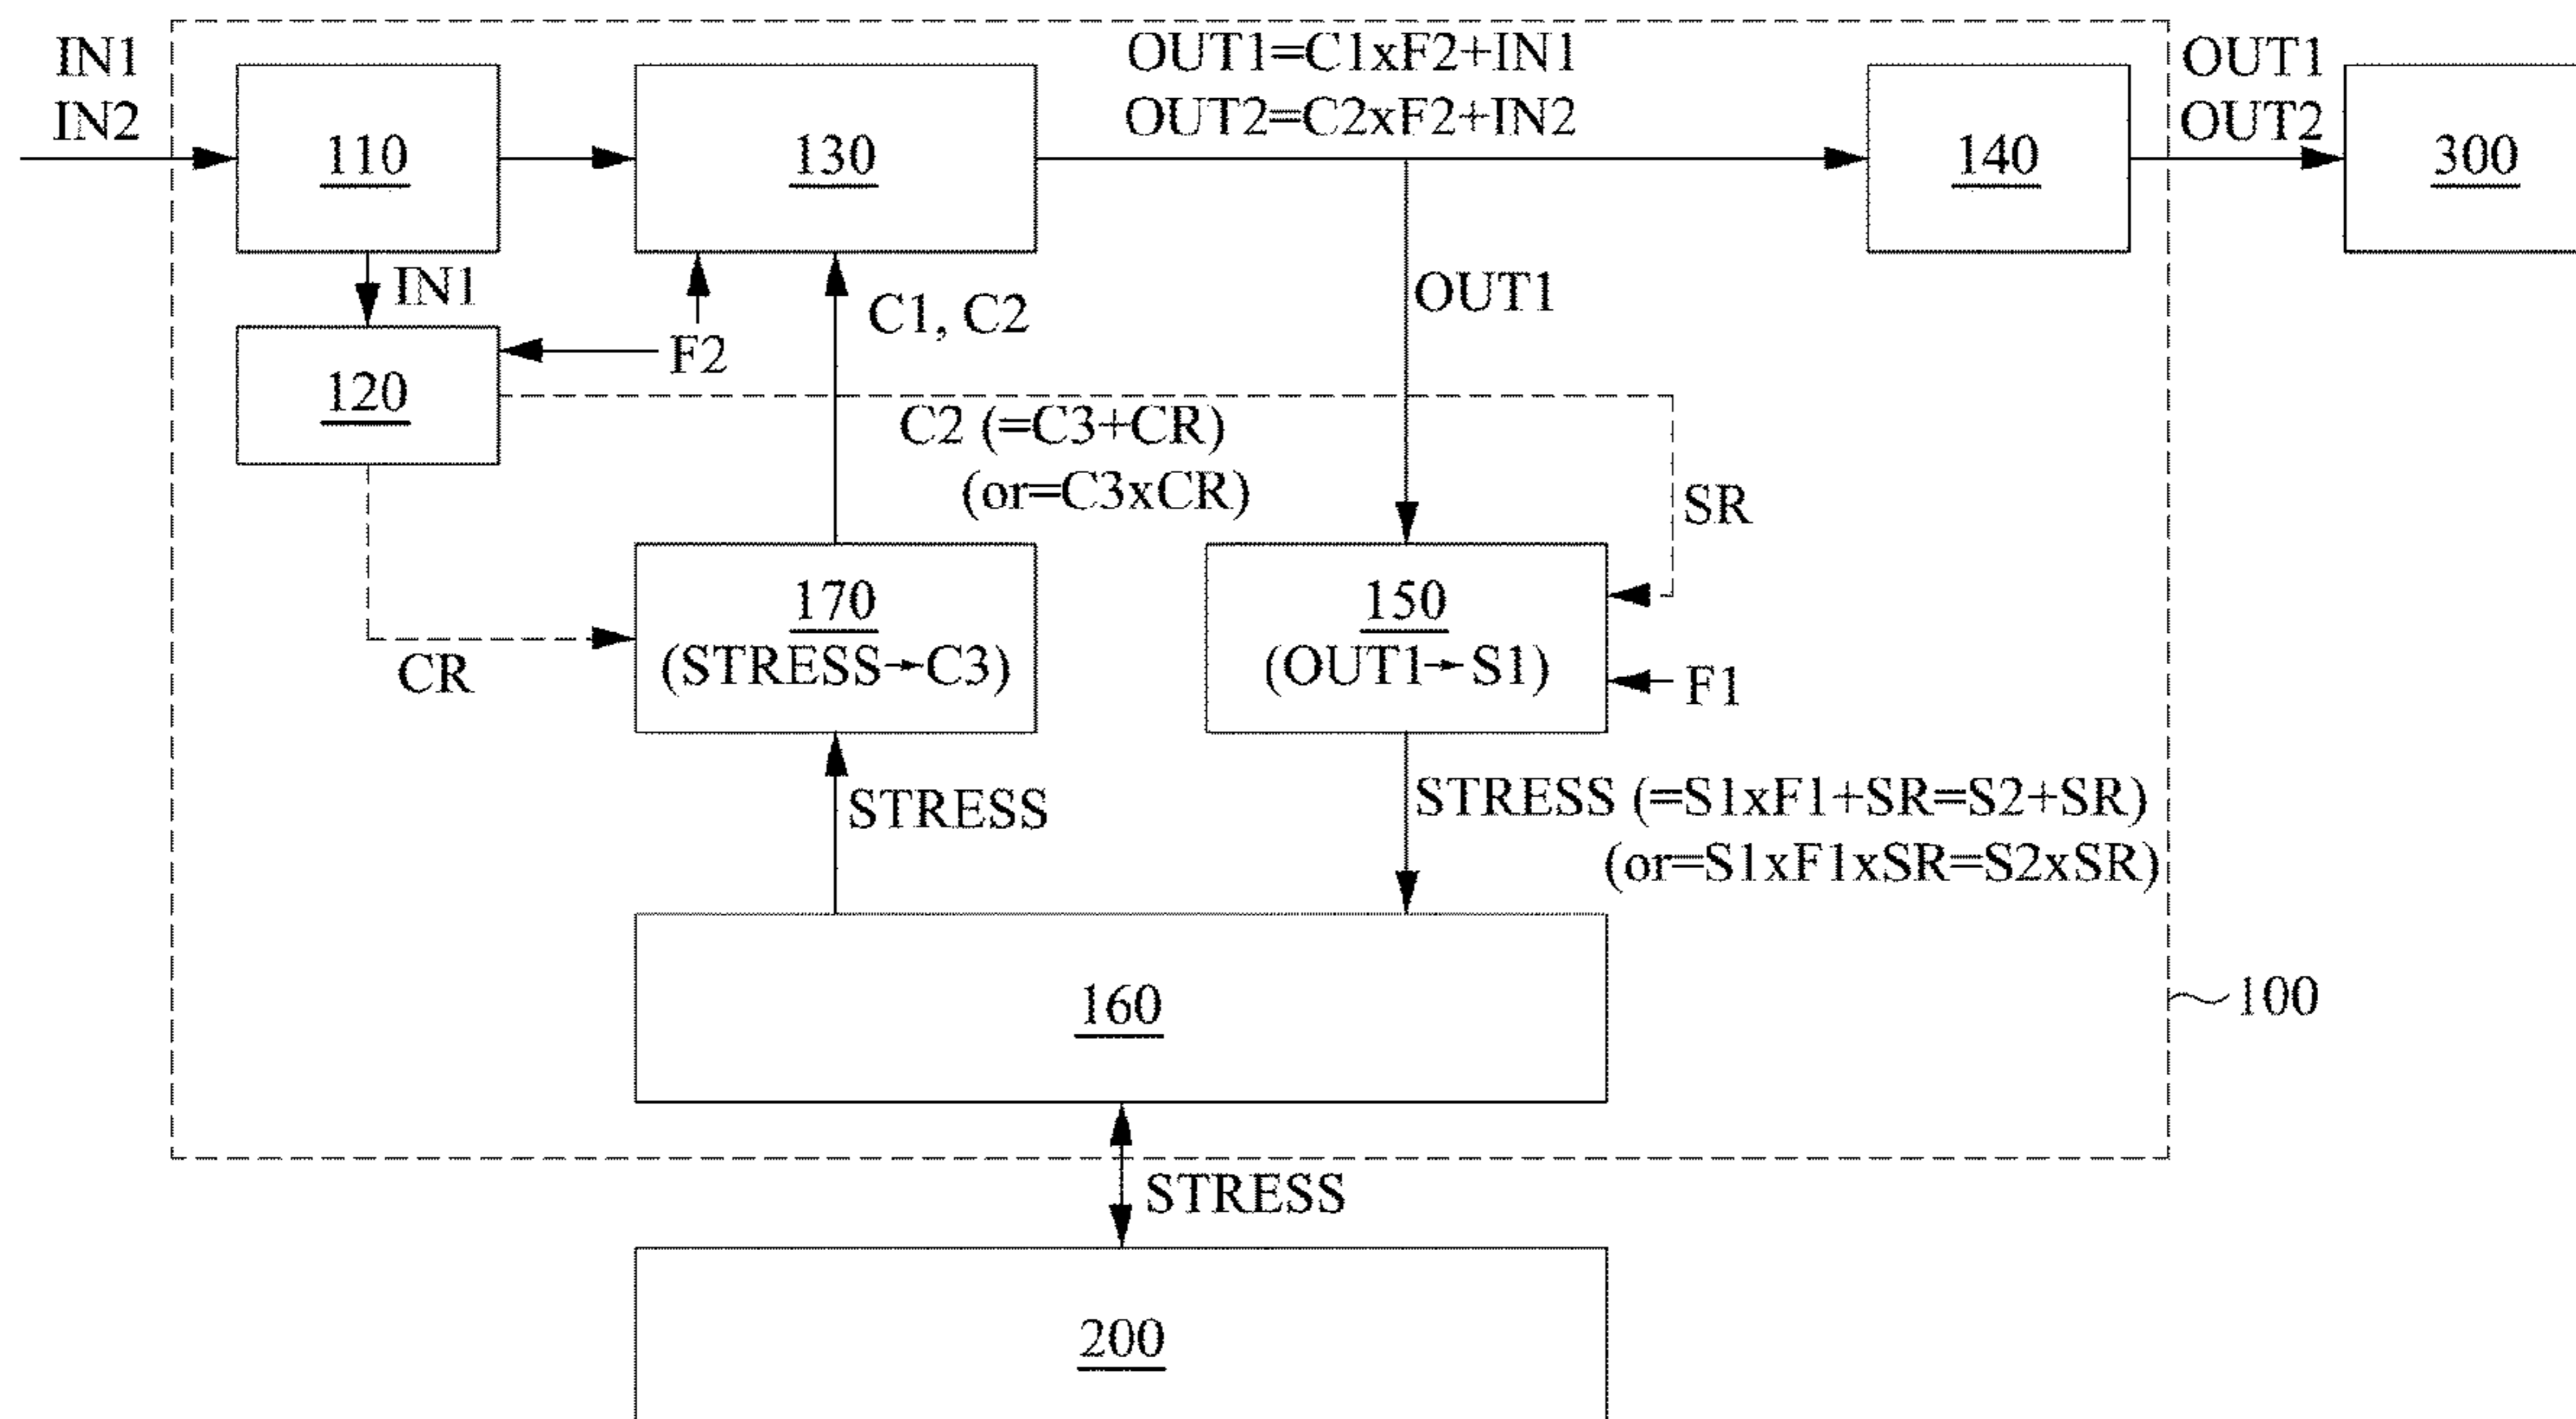 IN1
IN2
110
130
OUT1=C1xF2+IN1
OUT2=C2xF2+IN2
140
OUT1
OUT2
300
IN1
F2
C1, C2
OUT1
120
C2 (=C3+CR)
(or=C3xCR)
SR
CR
170
(STRESS→C3)
150
(OUT1→S1)
F1
STRESS
STRESS (=S1xF1+SR=S2+SR)
(or=S1xF1xSR=S2xSR)
160
100
STRESS
200